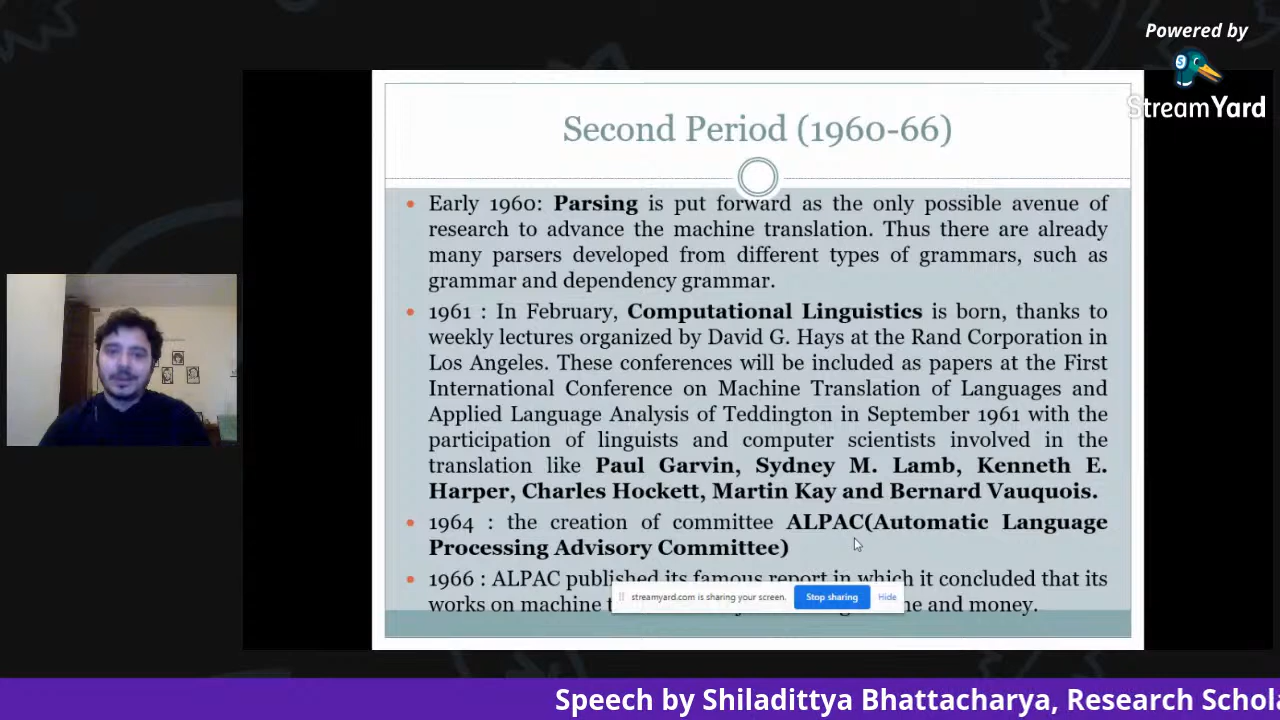 Powered by
StreamYard
Second Period (1960-66)
Early 1960: Parsing is put forward as the only possible avenue of
research to advance the machine translation. Thus there are already
many parsers developed from different types of grammars, such as
grammar and dependency grammar.
1961 : In February, Computational Linguistics is born, thanks to
weekly lectures organized by David G. Hays at the Rand Corporation in
Los Angeles. These conferences will be included as papers at the First
International Conference on Machine Translation of Languages and
Applied Language Analysis of Teddington in September 1961 with the
participation of linguists and computer scientists involved in the
translation like Paul Garvin, Sydney M. Lamb, Kenneth E.
Harper, Charles Hockett, Martin Kay and Bernard Vauquois.
1964 : the creation of committee ALPAC(Automatic Language
Processing Advisory Committee)
1966 : ALPAC published its famous report in which it concluded that its
works on machine and money.
streamyard.com is sharing your screen. Stop sharing Hide
Speech by Shiladittya Bhattacharya, Research